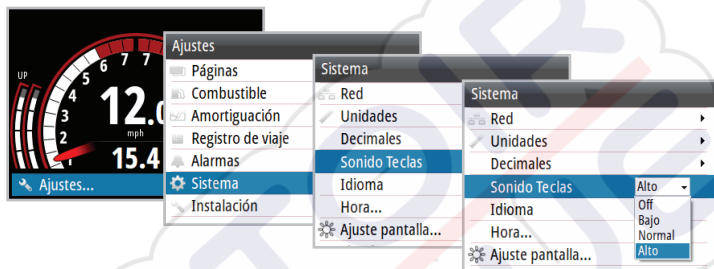 UP
7
7
6
5
4
3
2
1
12.0
mph
15.4
Ajustes...
Ajustes
Páginas
Combustible
Amortiguación
Registro de viaje
Alarmas
Sistema
Instalación
Sistema
Red
Unidades
Decimales
Sonido Teclas
Idioma
Hora...
Ajuste pantalla...
Sistema
Red
Unidades
Decimales
Sonido Teclas Alto
Off
Bajo
Normal
Alto
Idioma
Hora...
Ajuste pantalla...